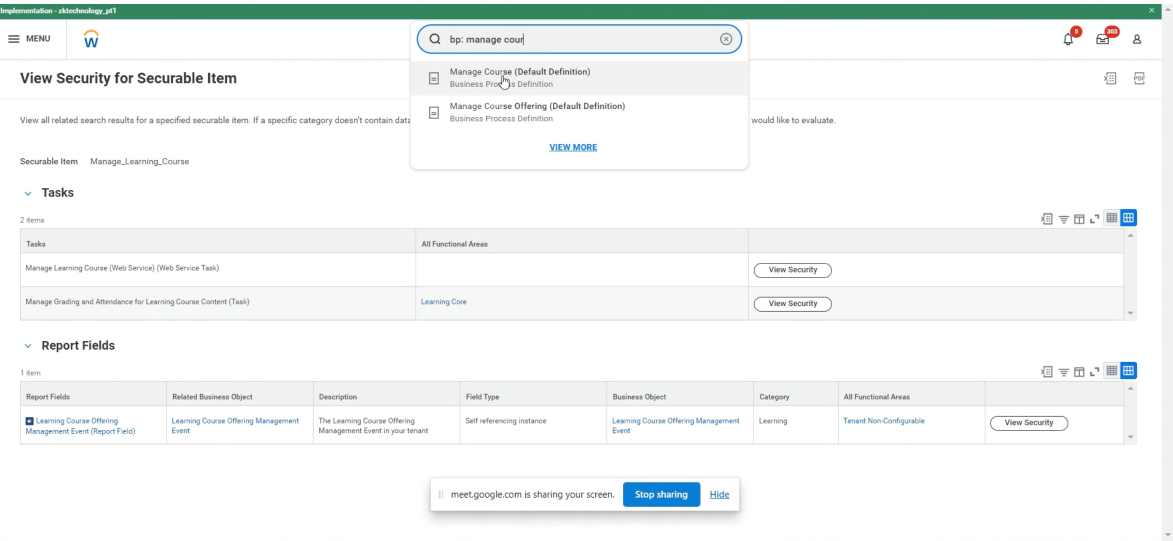 Implementation - zktechnology_pt1
MENU
bp: manage cour
5
303
Manage Course (Default Definition)
Business Process Definition
Manage Course Offering (Default Definition)
Business Process Definition
VIEW MORE
View Security for Securable Item
PDF
View all related search results for a specified securable item. If a specific category doesn't contain data
would like to evaluate.
Securable Item Manage_Learning_Course
Tasks
2 items
Tasks All Functional Areas
Manage Learning Course (Web Service) (Web Service Task) View Security
Manage Grading and Attendance for Learning Course Content (Task) Learning Core View Security
Report Fields
1 item
Report Fields Related Business Object Description Field Type Business Object Category All Functional Areas
Learning Course Offering Learning Course Offering Management The Learning Course Offering Self referencing instance Learning Course Offering Management Learning Tenant Non-Configurable View Security
Management Event (Report Field) Event Management Event in your tenant Event
meet.google.com is sharing your screen. Stop sharing Hide